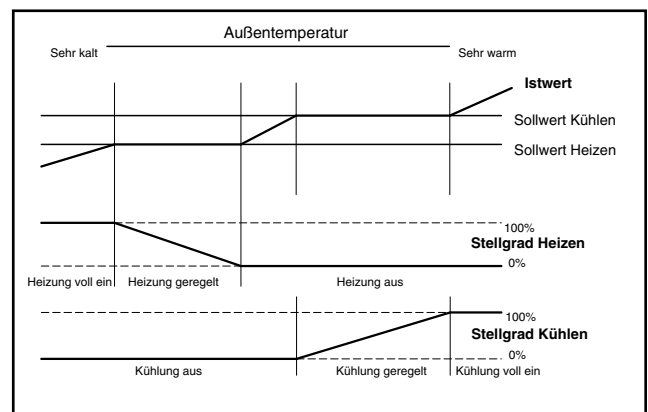 Außentemperatur
Sehr kalt
Sehr warm
Istwert
Sollwert Kühlen
Sollwert Heizen
100%
Stellgrad Heizen
0%
Heizung voll ein
Heizung geregelt
Heizung aus
100%
Stellgrad Kühlen
0%
Kühlung aus
Kühlung geregelt
Kühlung voll ein